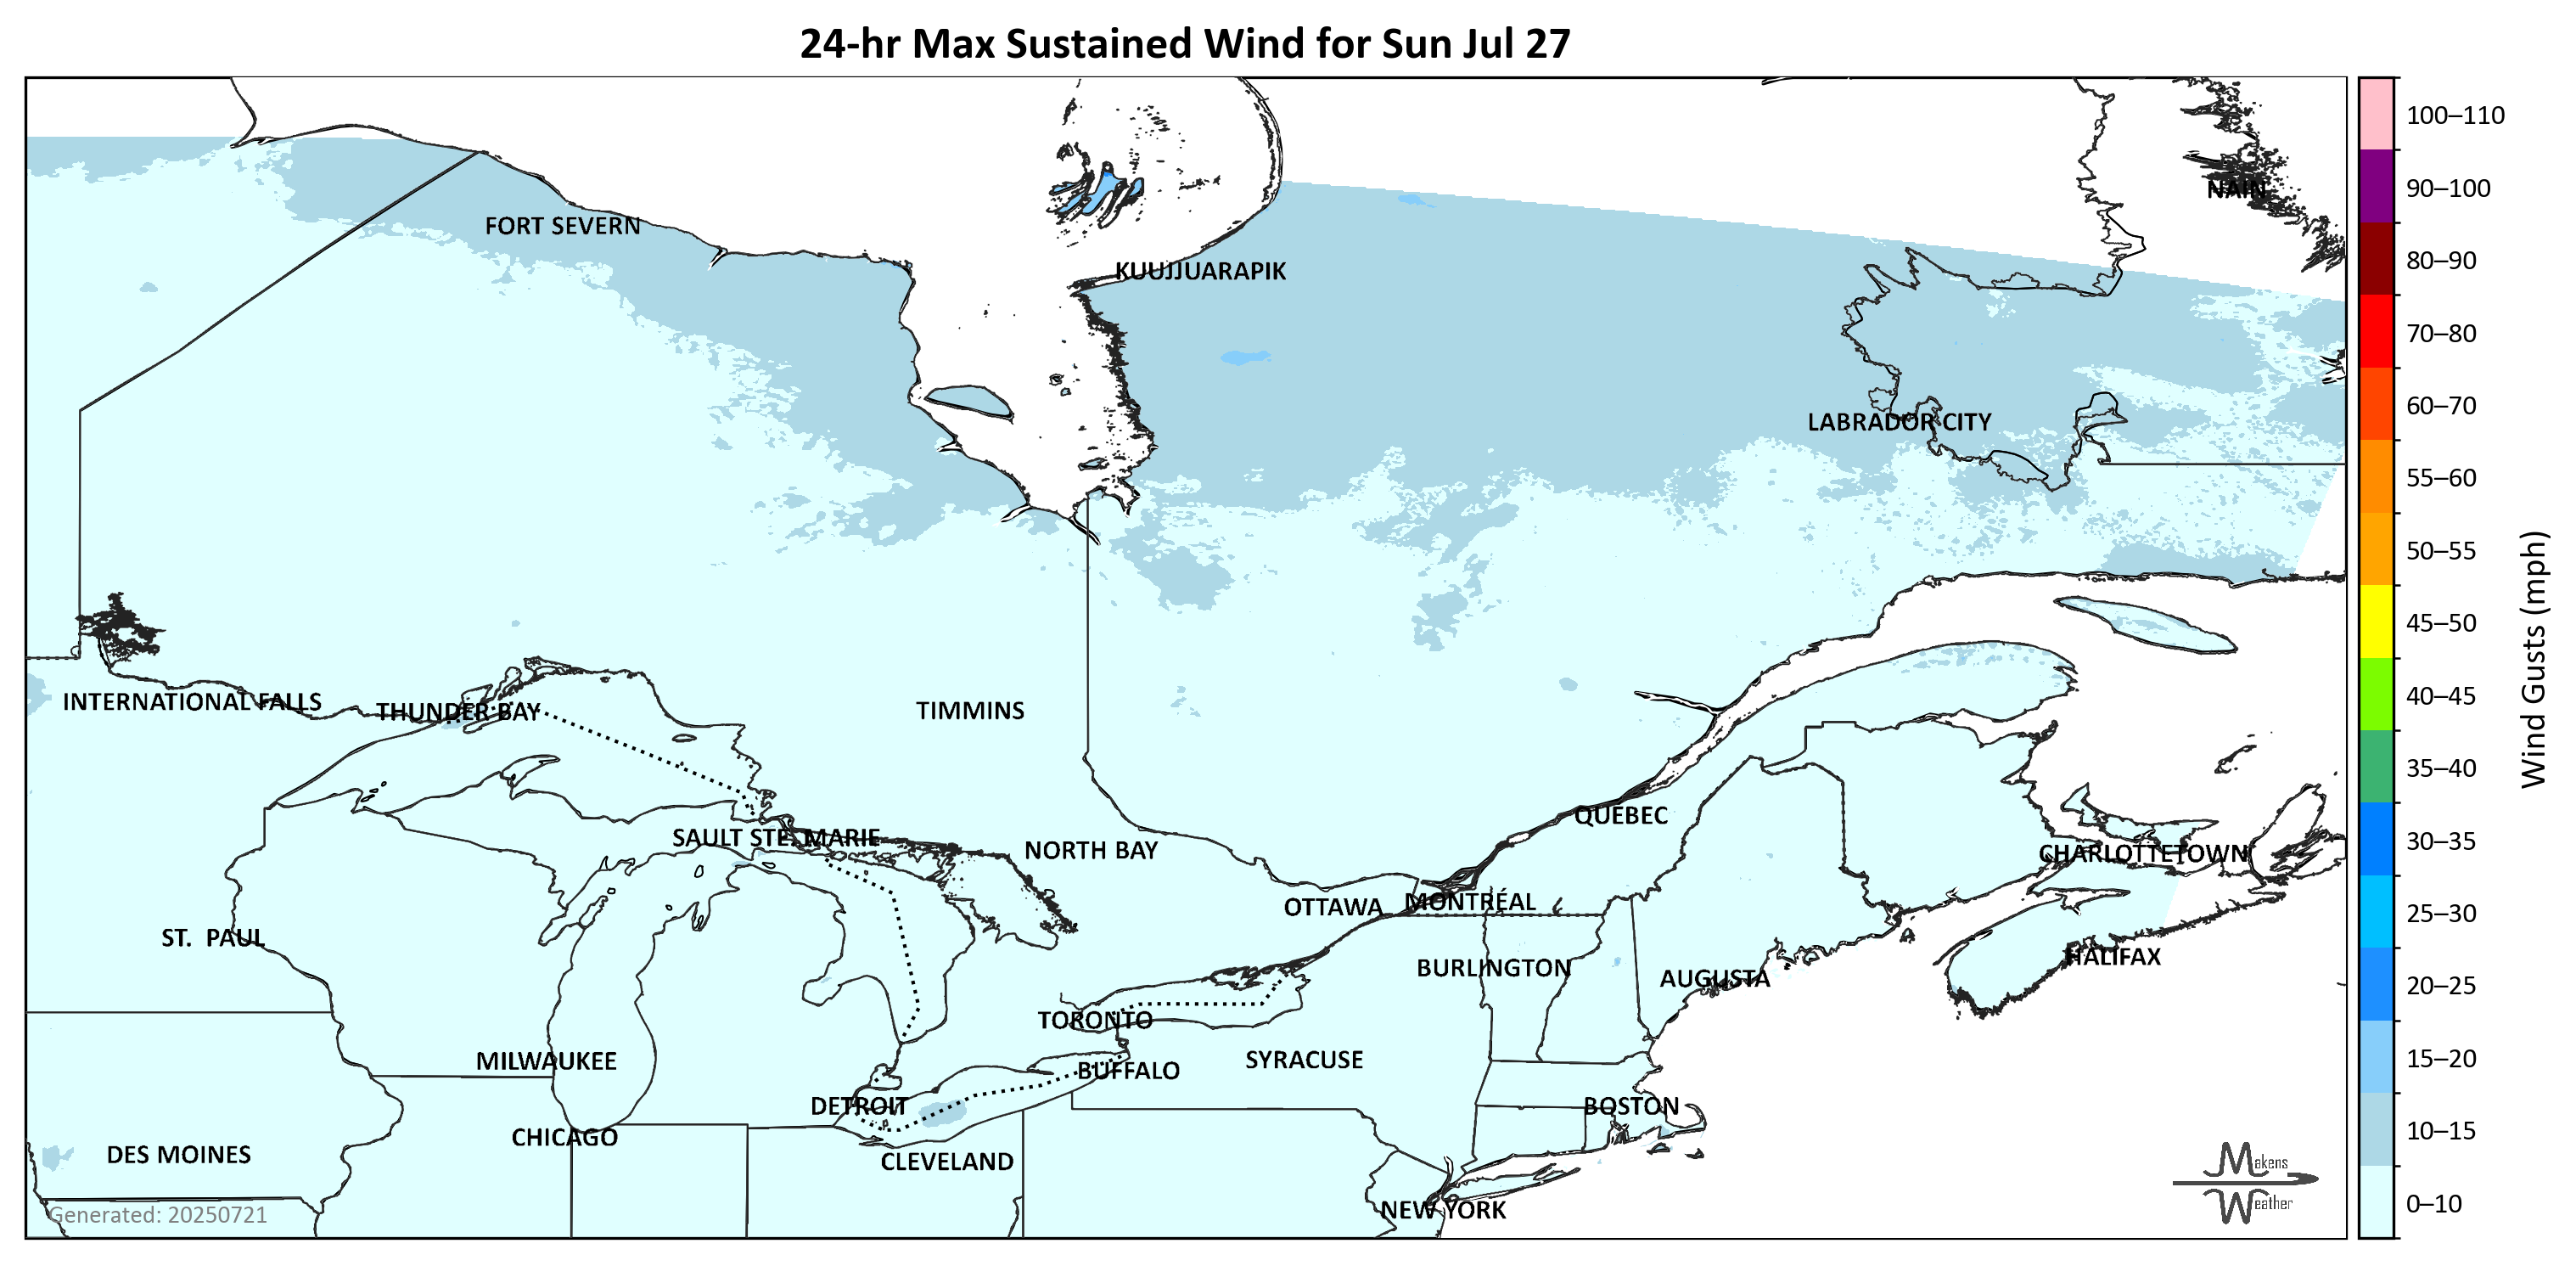 24-hr Max Sustained Wind for Sun Jul 27
NAIN
FORT SEVERN
KUUJJUARAPIK
LABRADOR CITY
INTERNATIONAL FALLS
THUNDER BAY
TIMMINS
QUÉBEC
SAULT STE. MARIE
NORTH BAY
CHARLOTTETOWN
OTTAWA
MONTRÉAL
ST. PAUL
HALIFAX
BURLINGTON
AUGUSTA
TORONTO
MILWAUKEE
SYRACUSE
BUFFALO
DETROIT
BOSTON
CHICAGO
DES MOINES
CLEVELAND
NEW YORK
Generated: 20250721
Makens
Weather
100–110
90–100
80–90
70–80
60–70
55–60
50–55
45–50
40–45
35–40
30–35
25–30
20–25
15–20
10–15
0–10
Wind Gusts (mph)